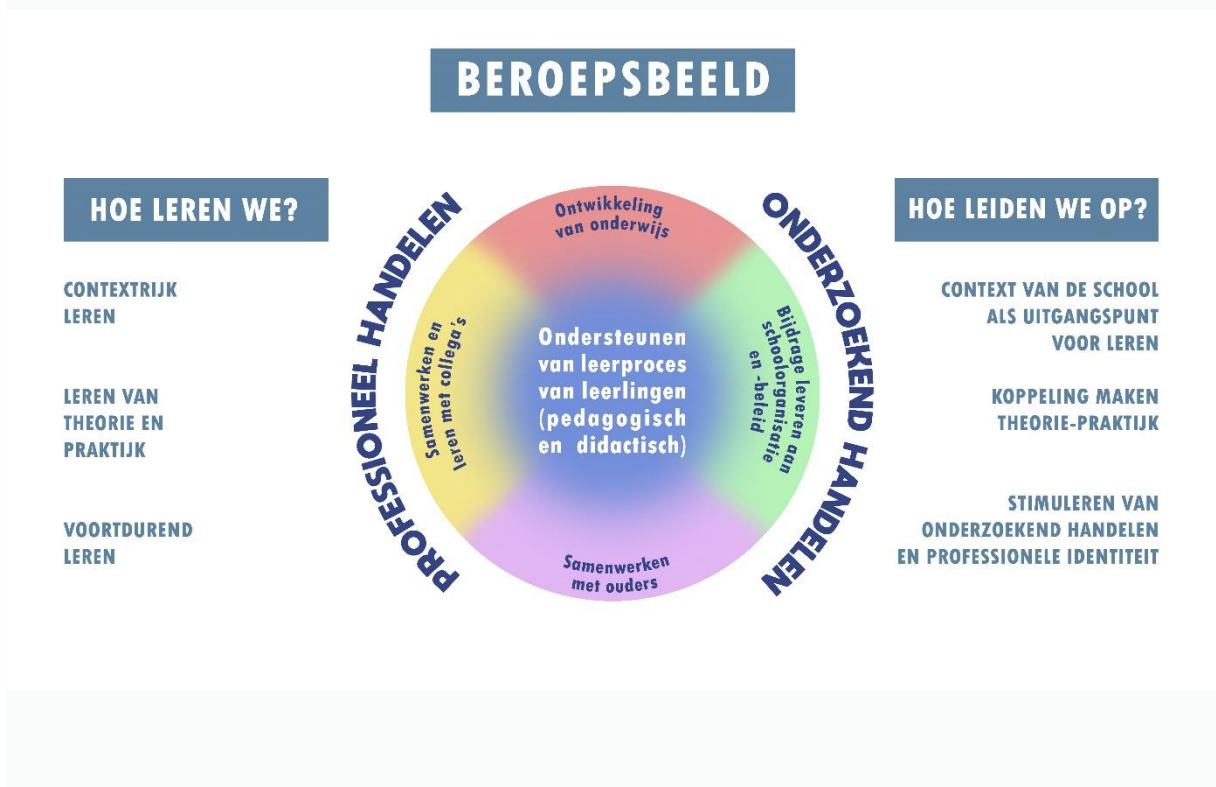 BEROEPSBEELD
HOE LEREN WE?
CONTEXTRIJK
LEREN
LEREN VAN
THEORIE EN
PRAKTIJK
VOORTDUREND
LEREN
PROFESSIONEEL HANDELEN
Ontwikkeling
van onderwijs
Samenwerken en
leren met collega's
Ondersteunen
van leerproces
van leerlingen
(pedagogisch
en didactisch)
Bijdrage leveren aan
schoolorganisatie
en -beleid
Samenwerken
met ouders
ONDERZOEKEND HANDELEN
HOE LEIDEN WE OP?
CONTEXT VAN DE SCHOOL
ALS UITGANGSPUNT
VOOR LEREN
KOPPELING MAKEN
THEORIE-PRAKTIJK
STIMULEREN VAN
ONDERZOEKEND HANDELEN
EN PROFESSIONELE IDENTITEIT